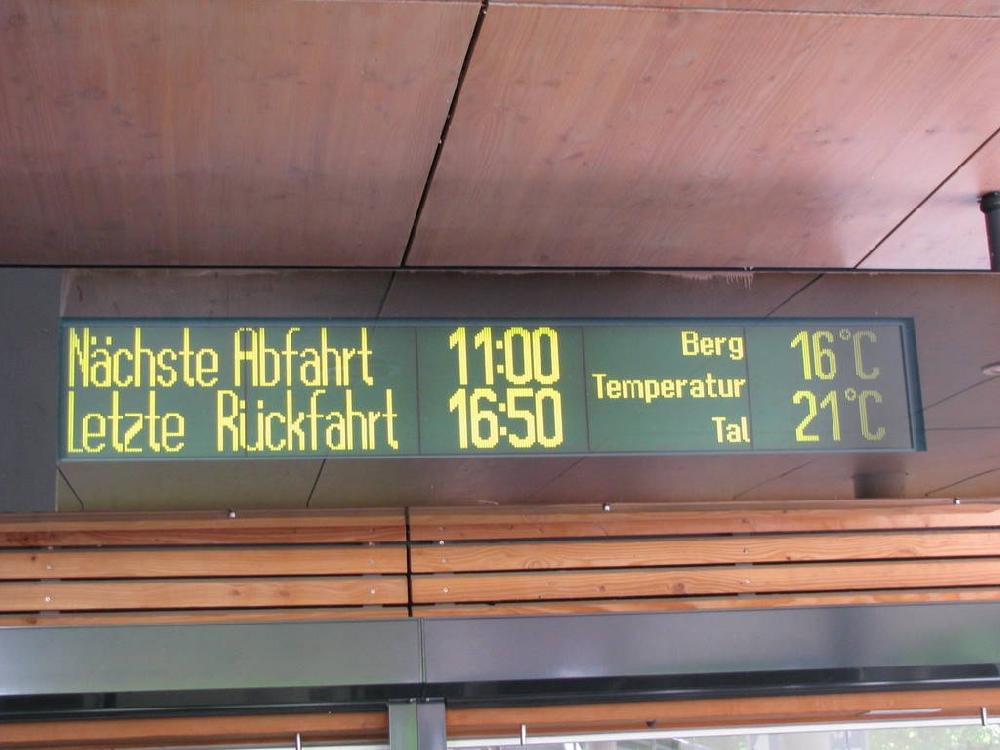 Nächste Abfahrt 11:00
Letzte Rückfahrt 16:50
Berg 16°C
Temperatur
Tal 21°C